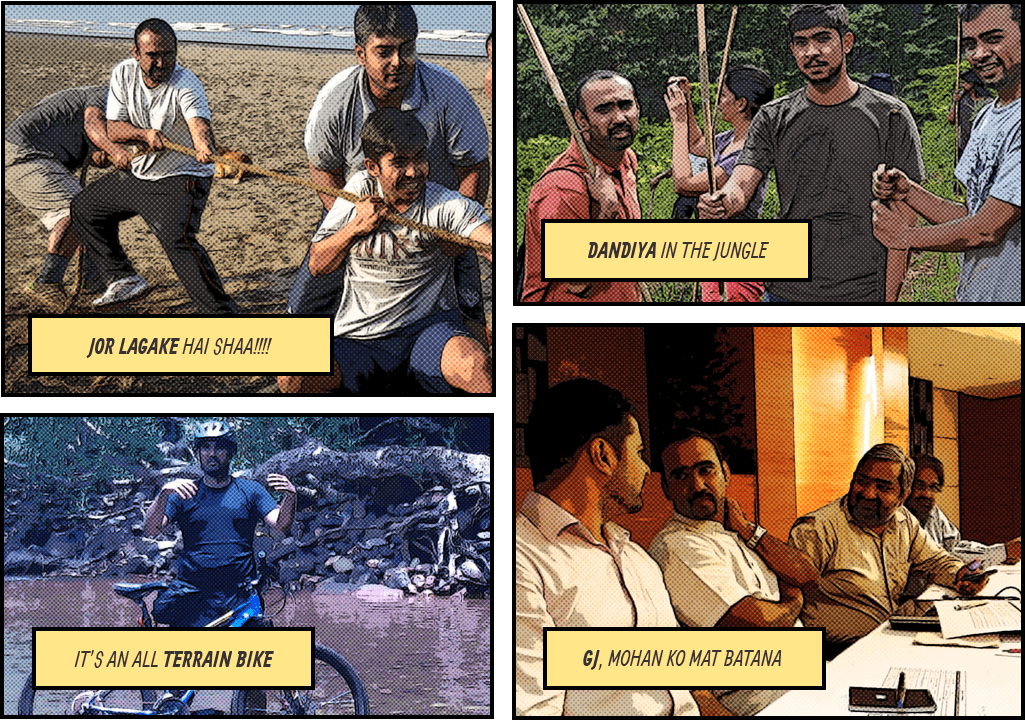 JOR LAGAKE HAI SHAA!!!!
DANDIYA IN THE JUNGLE
IT'S AN ALL TERRAIN BIKE
GJ, MOHAN KO MAT BATANA